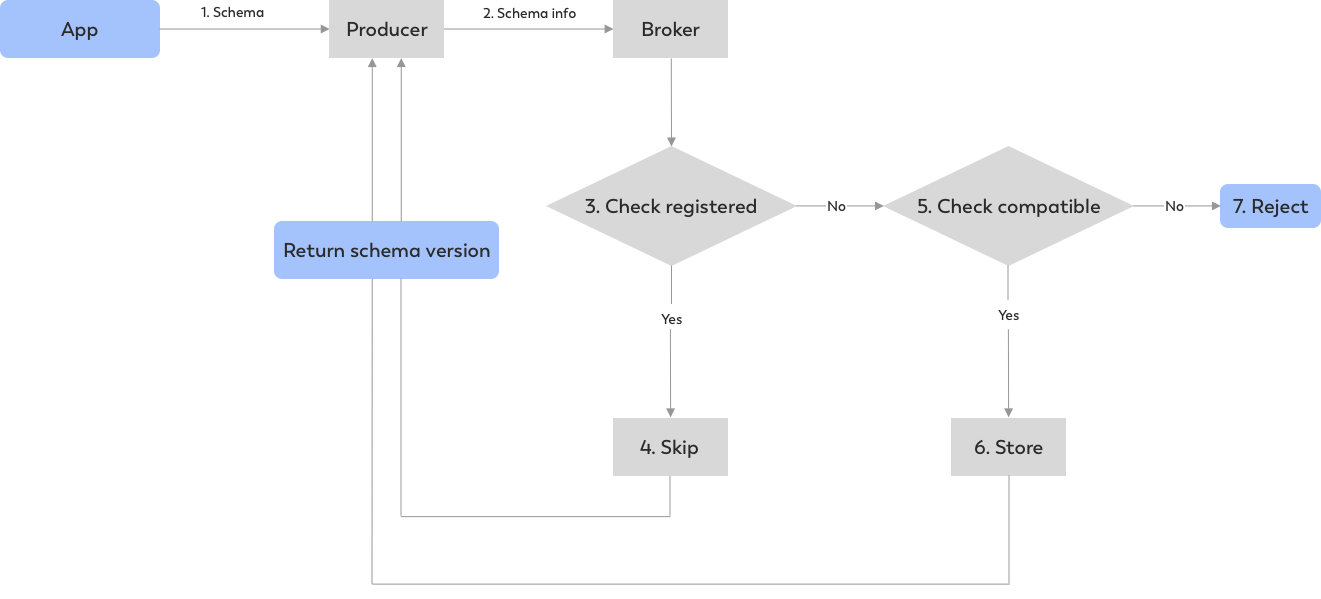 App
1. Schema
Producer
2. Schema info
Broker
3. Check registered
No
5. Check compatible
No
7. Reject
Return schema version
Yes
Yes
4. Skip
6. Store